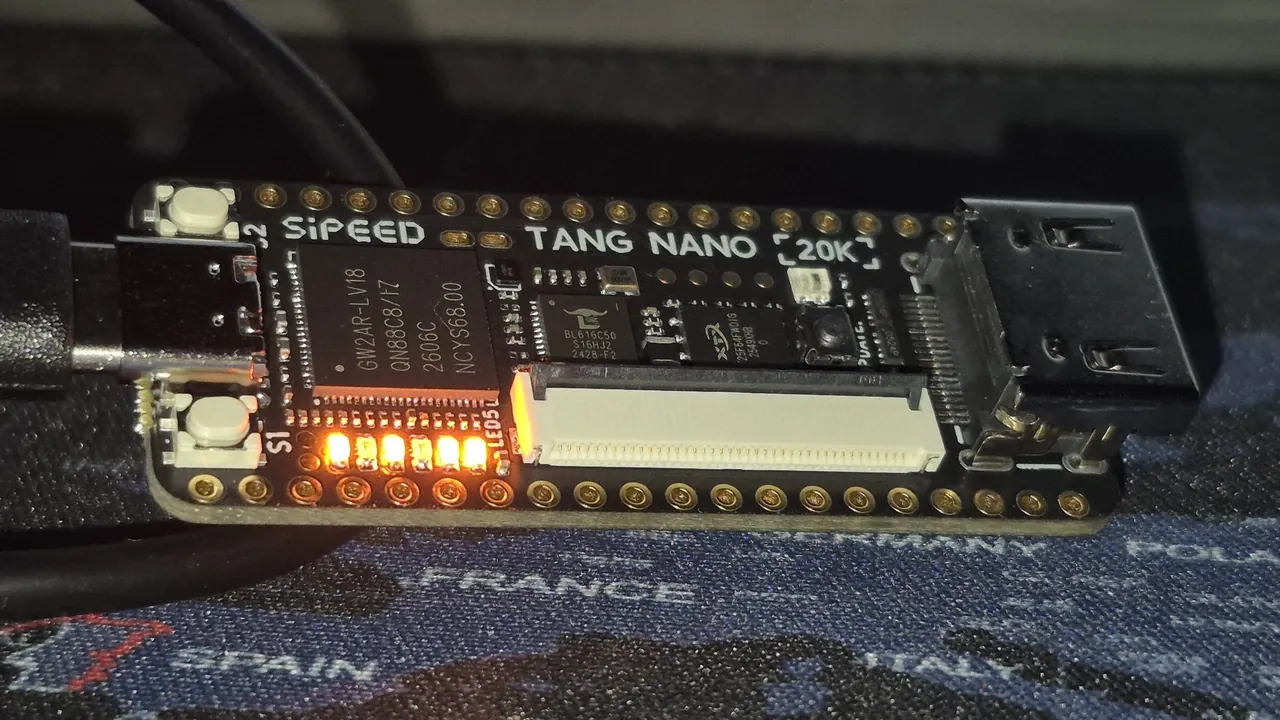 S2
SiPEED
TANG NANO
20K
GW2AR-LV18
QN88C8/I7
2606C
NCYS68.00
BL616C50
S16HJ2
2428-F2
XTX
S1
LED5
GERMANY
POLA
FRANCE
SPAIN
ITALY